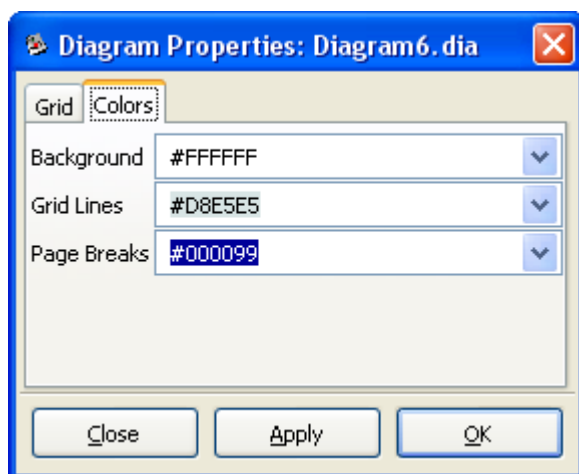 Diagram Properties: Diagram6.dia
Grid Colors
Background #FFFFFF
Grid Lines #D8E5E5
Page Breaks #000099
Close Apply OK